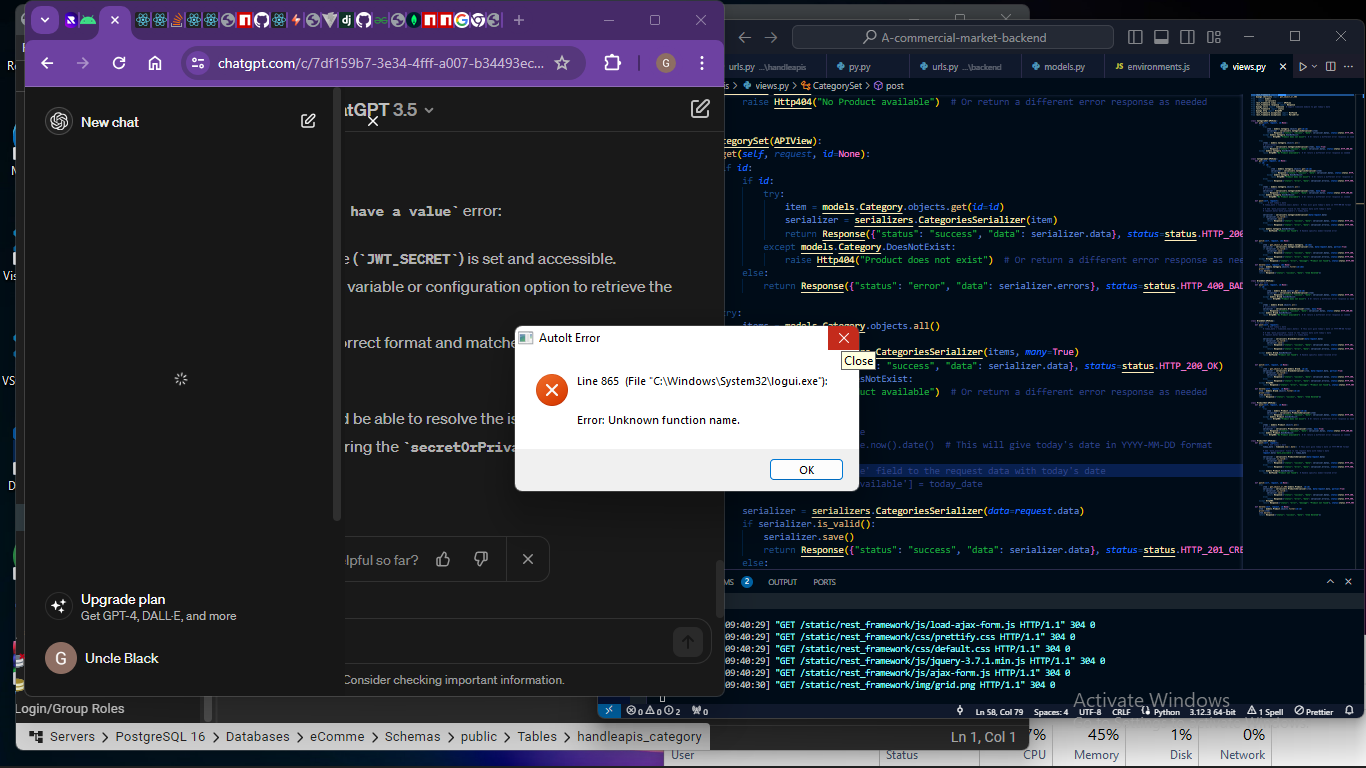 chatgpt.com/c/7df159b7-3e34-4fff-a007-b34493ec...
G
New chat
tGPT 3.5
have a value` error:
e (`JWT_SECRET`) is set and accessible.
variable or configuration option to retrieve the
orrect format and matche
d be able to resolve the is
ring the `secretOrPriva
elpful so far?
Upgrade plan
Get GPT-4, DALL·E, and more
G
Uncle Black
Consider checking important information.
AutoIt Error
Close
Line 865 (File "C:\Windows\System32\logui.exe"):
Error: Unknown function name.
OK
A-commercial-market-backend
urls.py ...\handleapis
py.py
urls.py ...\backend
models.py
JS environments.js
views.py
s > views.py > CategorySet > post
raise Http404("No Product available") # Or return a different error response as needed
tegorySet(APIView):
get(self, request, id=None):
if id:
if id:
try:
item = models.Category.objects.get(id=id)
serializer = serializers.CategoriesSerializer(item)
return Response({"status": "success", "data": serializer.data}, status=status.HTTP_200
except models.Category.DoesNotExist:
raise Http404("Product does not exist") # Or return a different error response as nee
else:
return Response({"status": "error", "data": serializer.errors}, status=status.HTTP_400_BAD
ry:
items = models.Category.objects.all()
.CategoriesSerializer(items, many=True)
": "success", "data": serializer.data}, status=status.HTTP_200_OK)
sNotExist:
uct available") # Or return a different error response as needed
e.now().date() # This will give today's date in YYYY-MM-DD format
e` field to the request data with today's date
vailable'] = today_date
serializer = serializers.CategoriesSerializer(data=request.data)
if serializer.is_valid():
serializer.save()
return Response({"status": "success", "data": serializer.data}, status=status.HTTP_201_CRE
else:
MS 2 OUTPUT PORTS
09:40:29] "GET /static/rest_framework/js/load-ajax-form.js HTTP/1.1" 304 0
09:40:29] "GET /static/rest_framework/css/prettify.css HTTP/1.1" 304 0
09:40:29] "GET /static/rest_framework/css/default.css HTTP/1.1" 304 0
09:40:29] "GET /static/rest_framework/js/jquery-3.7.1.min.js HTTP/1.1" 304 0
09:40:29] "GET /static/rest_framework/js/ajax-form.js HTTP/1.1" 304 0
09:40:30] "GET /static/rest_framework/img/grid.png HTTP/1.1" 304 0
Activate Windows
0 0 2 0 Ln 58, Col 79 Spaces: 4 UTF-8 CRLF Python 3.12.3 64-bit 1 Spell Prettier
Login/Group Roles
Servers > PostgreSQL 16 > Databases > eComme > Schemas > public > Tables > handleapis_category
Ln 1, Col 1
7% 45% 1% 0%
User Status CPU Memory Disk Network